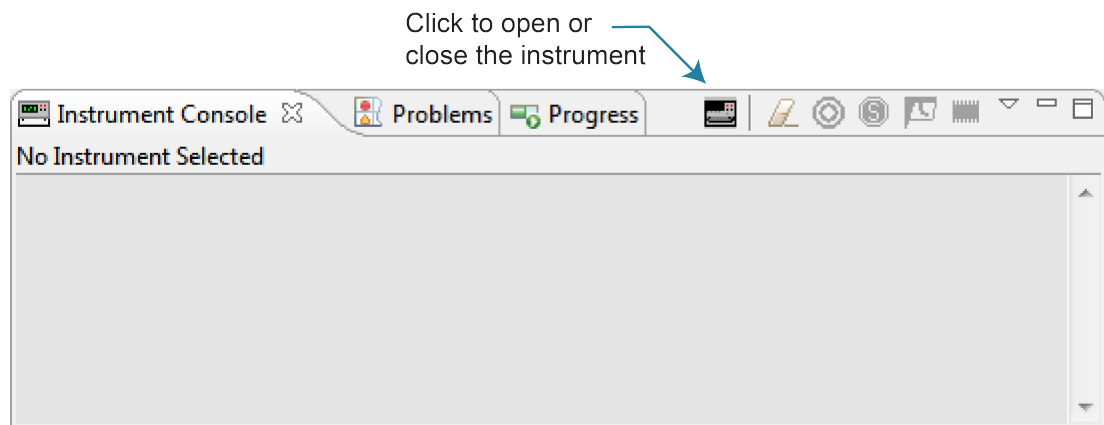 Click to open or
close the instrument
Instrument Console
Problems
Progress
S
No Instrument Selected